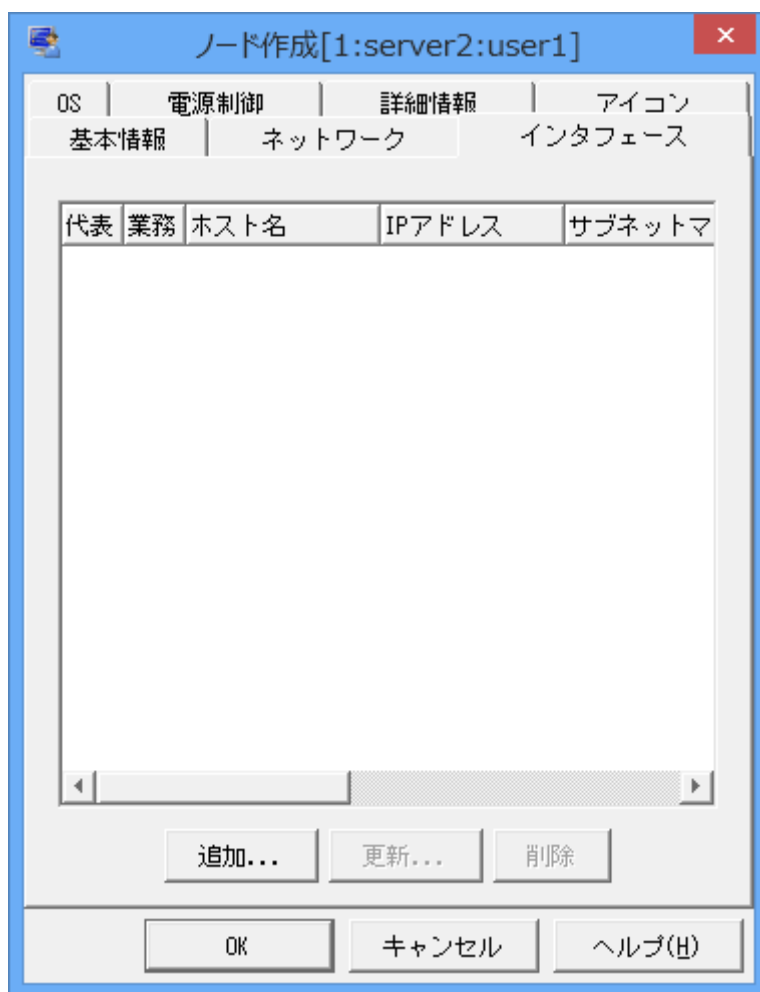 ノード作成[1:server2:user1]
OS 電源制御 詳細情報 アイコン
基本情報 ネットワーク インタフェース
代表 業務 ホスト名 IPアドレス サブネットマ
追加... 更新... 削除
OK キャンセル ヘルプ(H)